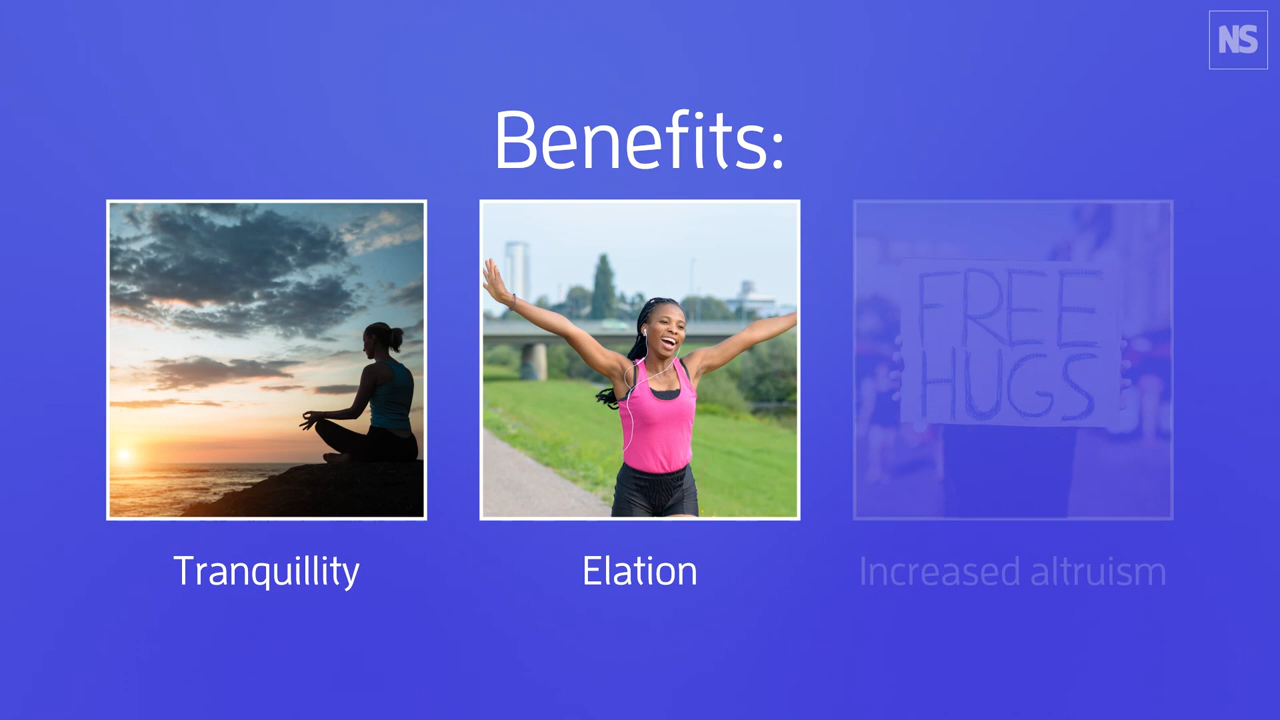 NS
Benefits:
FREE
HUGS
Tranquillity
Elation
Increased altruism